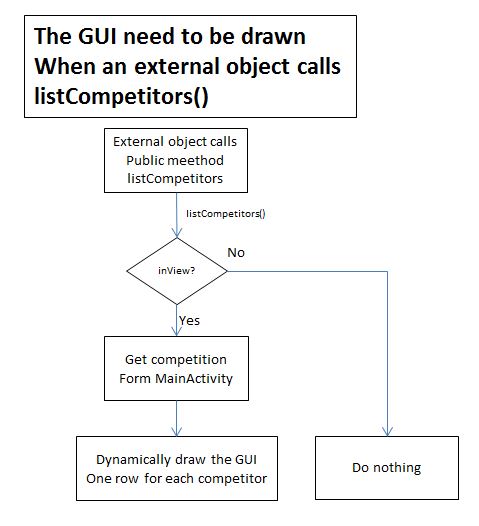 The GUI need to be drawn
When an external object calls
listCompetitors()
External object calls
Public meethod
listCompetitors
listCompetitors()
inView?
No
Yes
Get competition
Form MainActivity
Dynamically draw the GUI
One row for each competitor
Do nothing